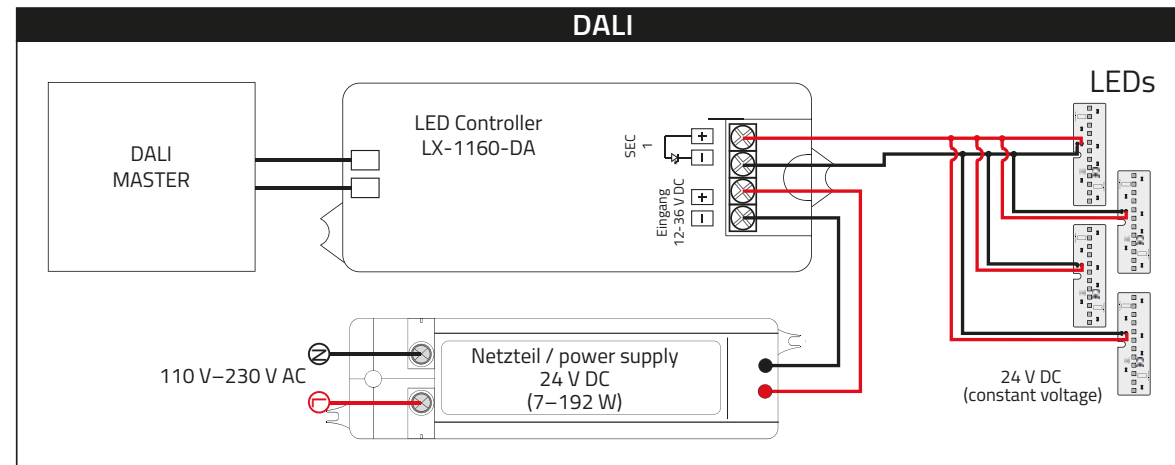 DALI
LEDs
DALI
MASTER
LED Controller
LX-1160-DA
SEC
1
+
−
Eingang
12-36 V DC
+
−
N
110 V–230 V AC
L
Netzteil / power supply
24 V DC
(7–192 W)
24 V DC
(constant voltage)